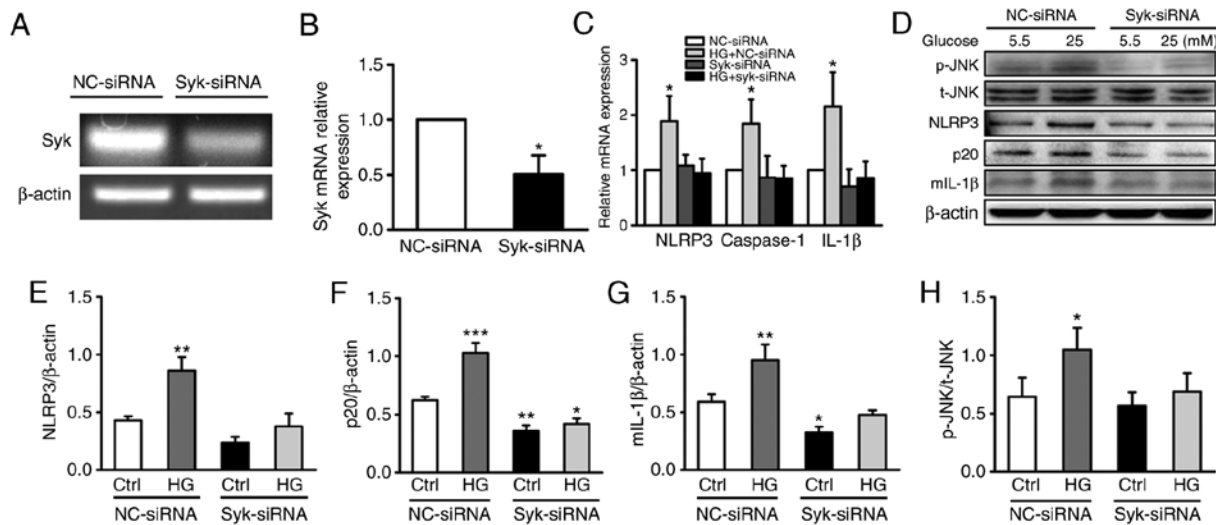 A
NC-siRNA Syk-siRNA
Syk
β-actin
B
Syk mRNA relative
expression
1.5
1.0
0.5
0.0
*
NC-siRNA Syk-siRNA
C
NC-siRNA
HG+NC-siRNA
Syk-siRNA
HG+syk-siRNA
Relative mRNA expression
3
2
1
0
* * *
NLRP3 Caspase-1 IL-1β
D
NC-siRNA Syk-siRNA
Glucose 5.5 25 5.5 25 (mM)
p-JNK
t-JNK
NLRP3
p20
mIL-1β
β-actin
E
NLRP3/β-actin
1.5
1.0
0.5
0.0
**
Ctrl HG Ctrl HG
NC-siRNA Syk-siRNA
F
p20/β-actin
1.5
1.0
0.5
0.0
***
** *
Ctrl HG Ctrl HG
NC-siRNA Syk-siRNA
G
mIL-1β/β-actin
1.5
1.0
0.5
0.0
**
*
Ctrl HG Ctrl HG
NC-siRNA Syk-siRNA
H
p-JNK/t-JNK
1.5
1.0
0.5
0.0
*
Ctrl HG Ctrl HG
NC-siRNA Syk-siRNA